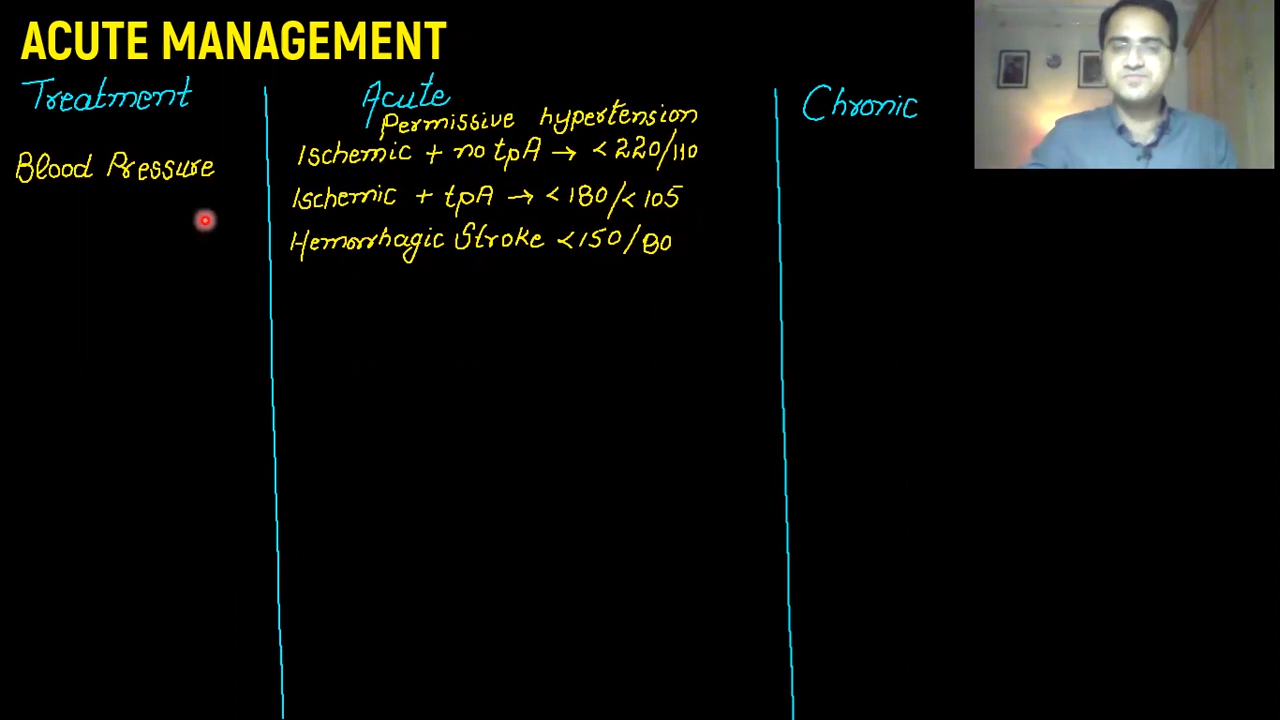 ACUTE MANAGEMENT
Treatment
Acute
Chronic
Permissive hypertension
Blood Pressure
Ischemic + no tpA → <220/110
Ischemic + tpA → <180/<105
Hemorrhagic Stroke <150/80